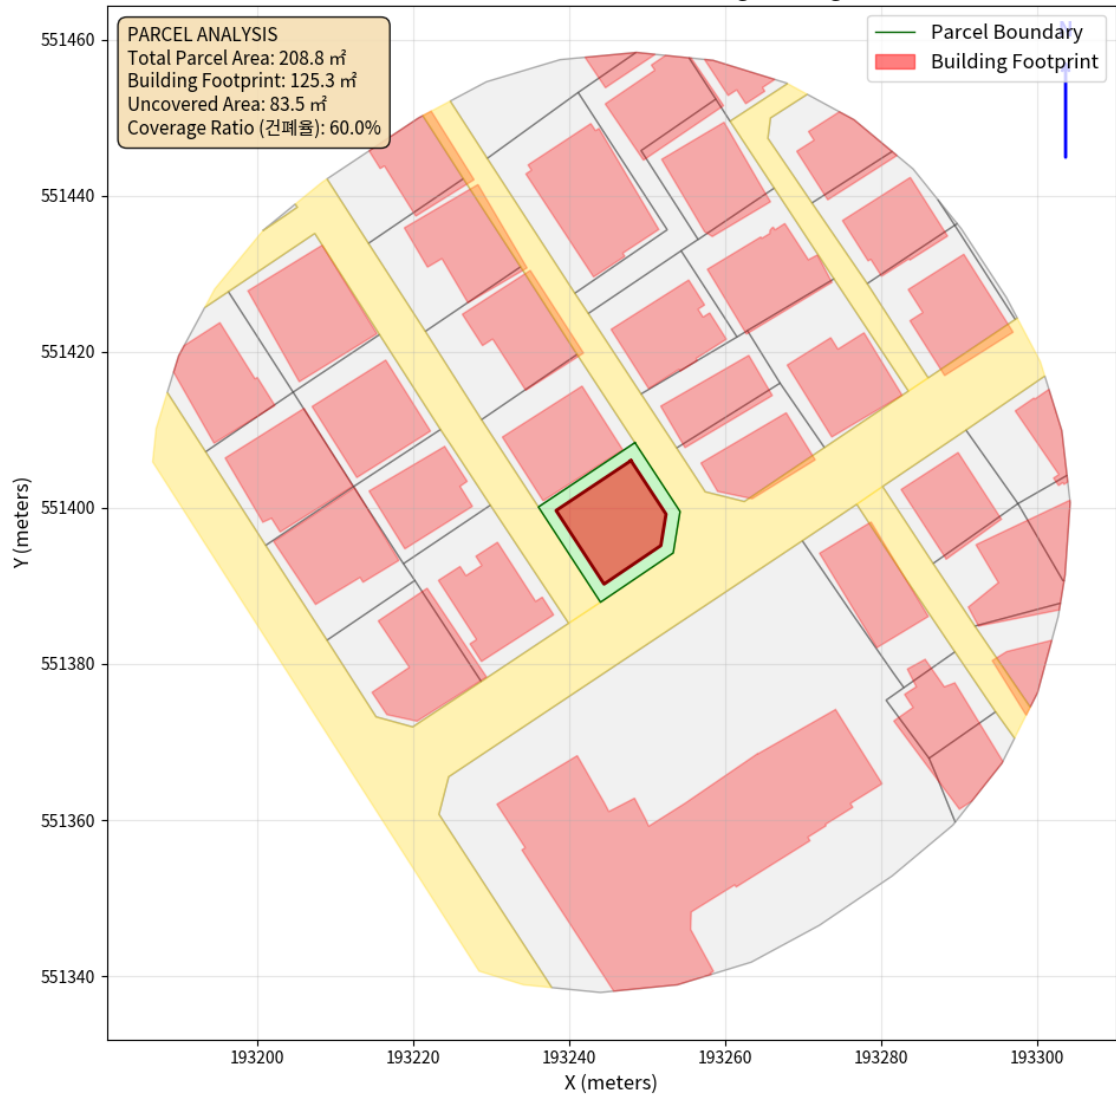 PARCEL ANALYSIS
Total Parcel Area: 208.8 ㎡
Building Footprint: 125.3 ㎡
Uncovered Area: 83.5 ㎡
Coverage Ratio (건폐율): 60.0%
Parcel Boundary
Building Footprint
N
551460
551440
551420
551400
551380
551360
551340
Y (meters)
193200
193220
193240
193260
193280
193300
X (meters)